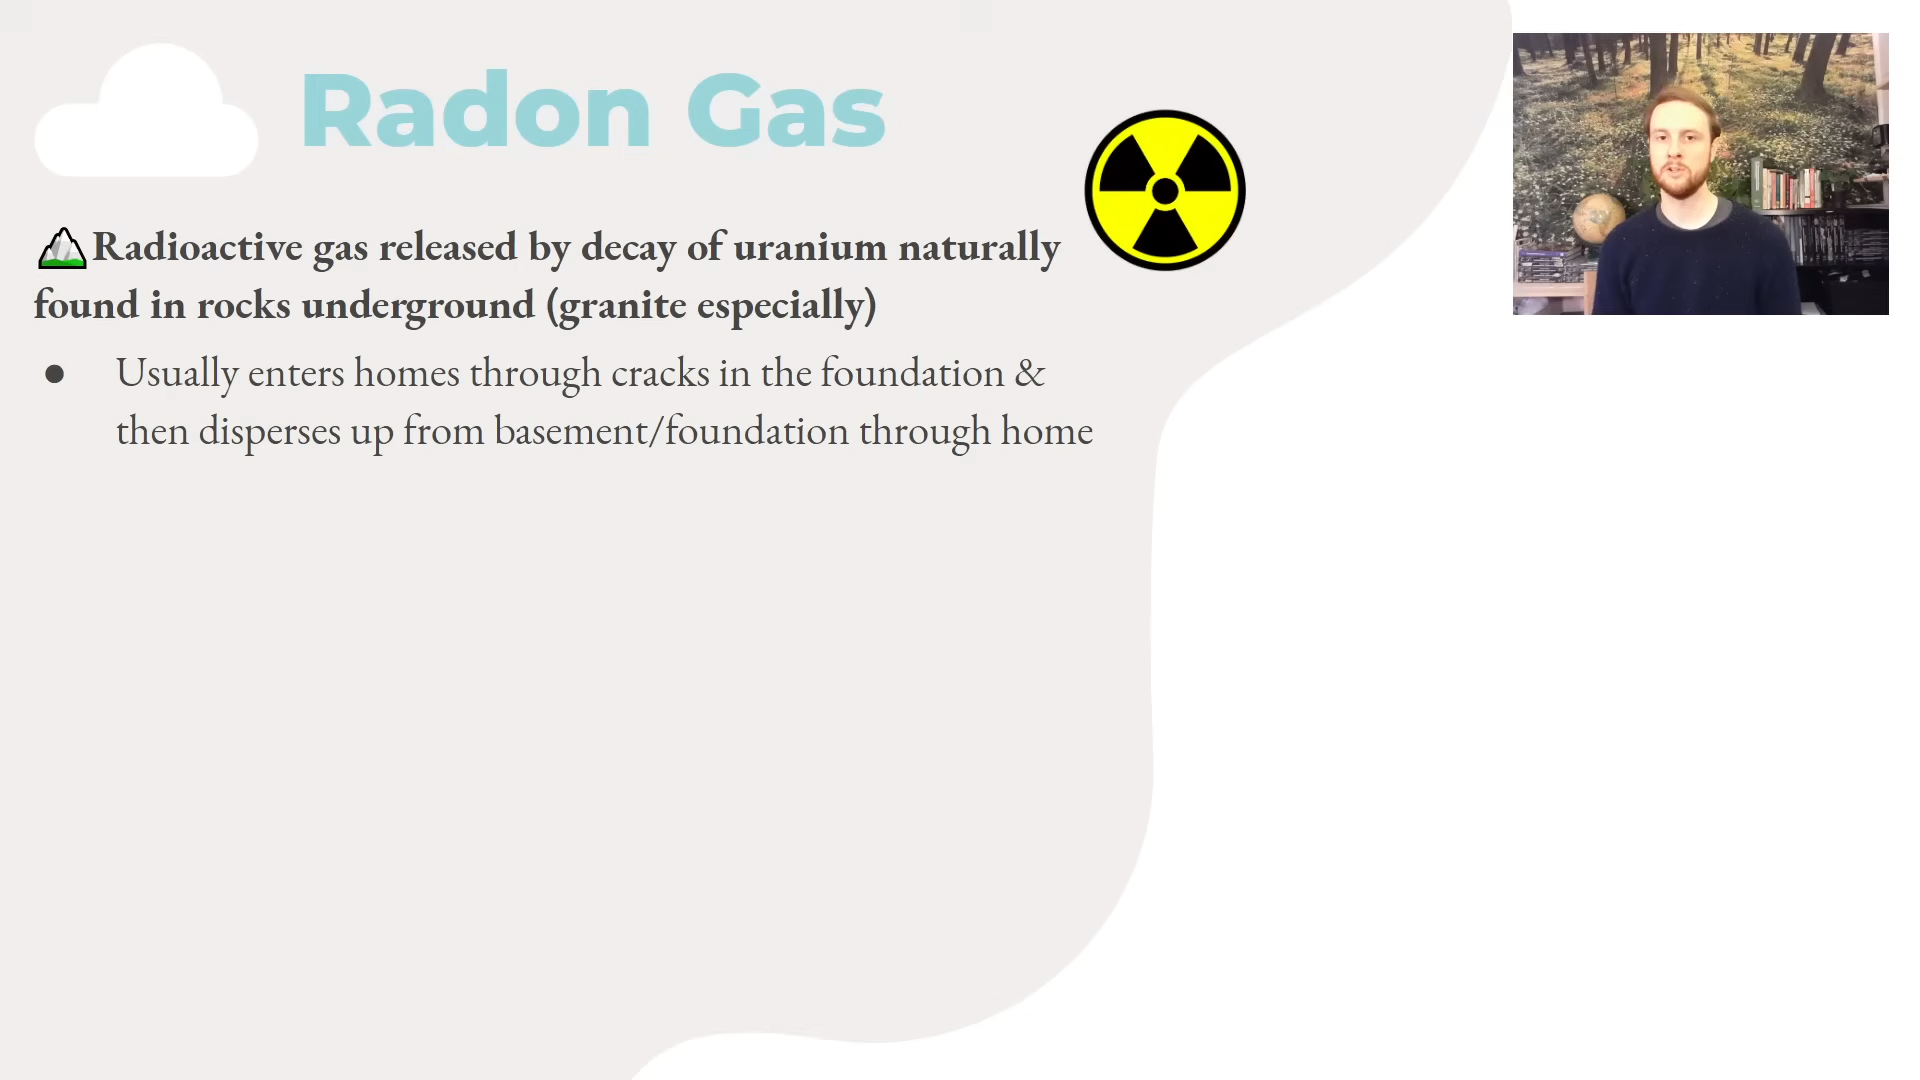 Radon Gas
Radioactive gas released by decay of uranium naturally
found in rocks underground (granite especially)
● Usually enters homes through cracks in the foundation &
then disperses up from basement/foundation through home